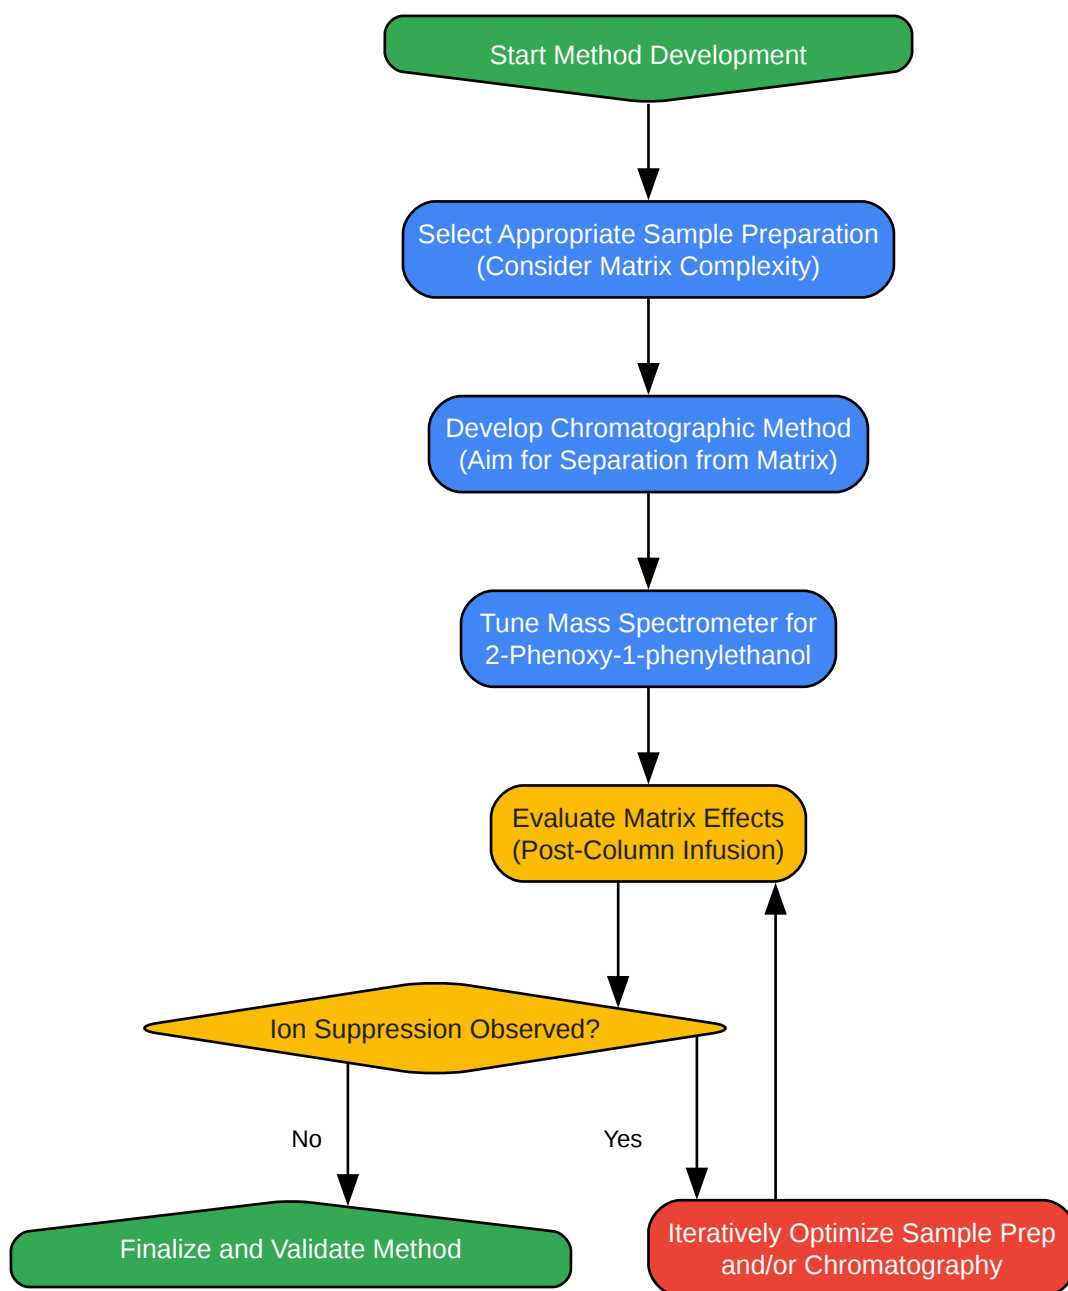 Start Method Development
Select Appropriate Sample Preparation
(Consider Matrix Complexity)
Develop Chromatographic Method
(Aim for Separation from Matrix)
Tune Mass Spectrometer for
2-Phenoxy-1-phenylethanol
Evaluate Matrix Effects
(Post-Column Infusion)
Ion Suppression Observed?
No
Yes
Finalize and Validate Method
Iteratively Optimize Sample Prep
and/or Chromatography